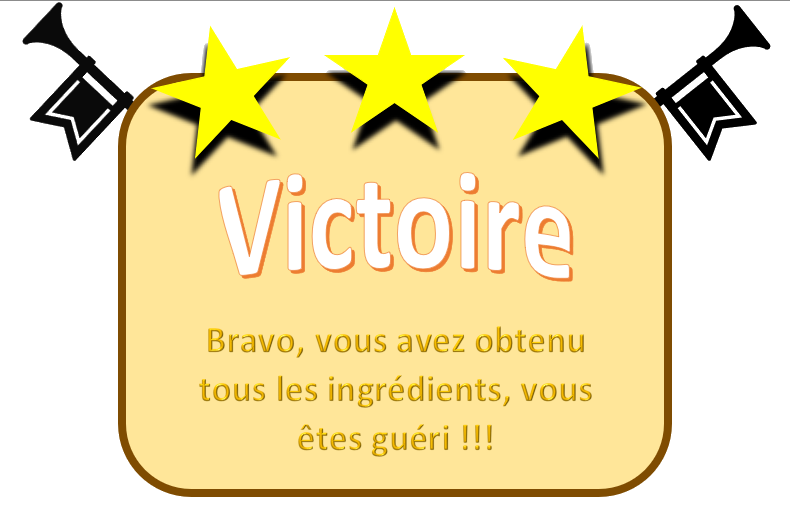 Victoire
Bravo, vous avez obtenu
tous les ingrédients, vous
êtes guéri !!!